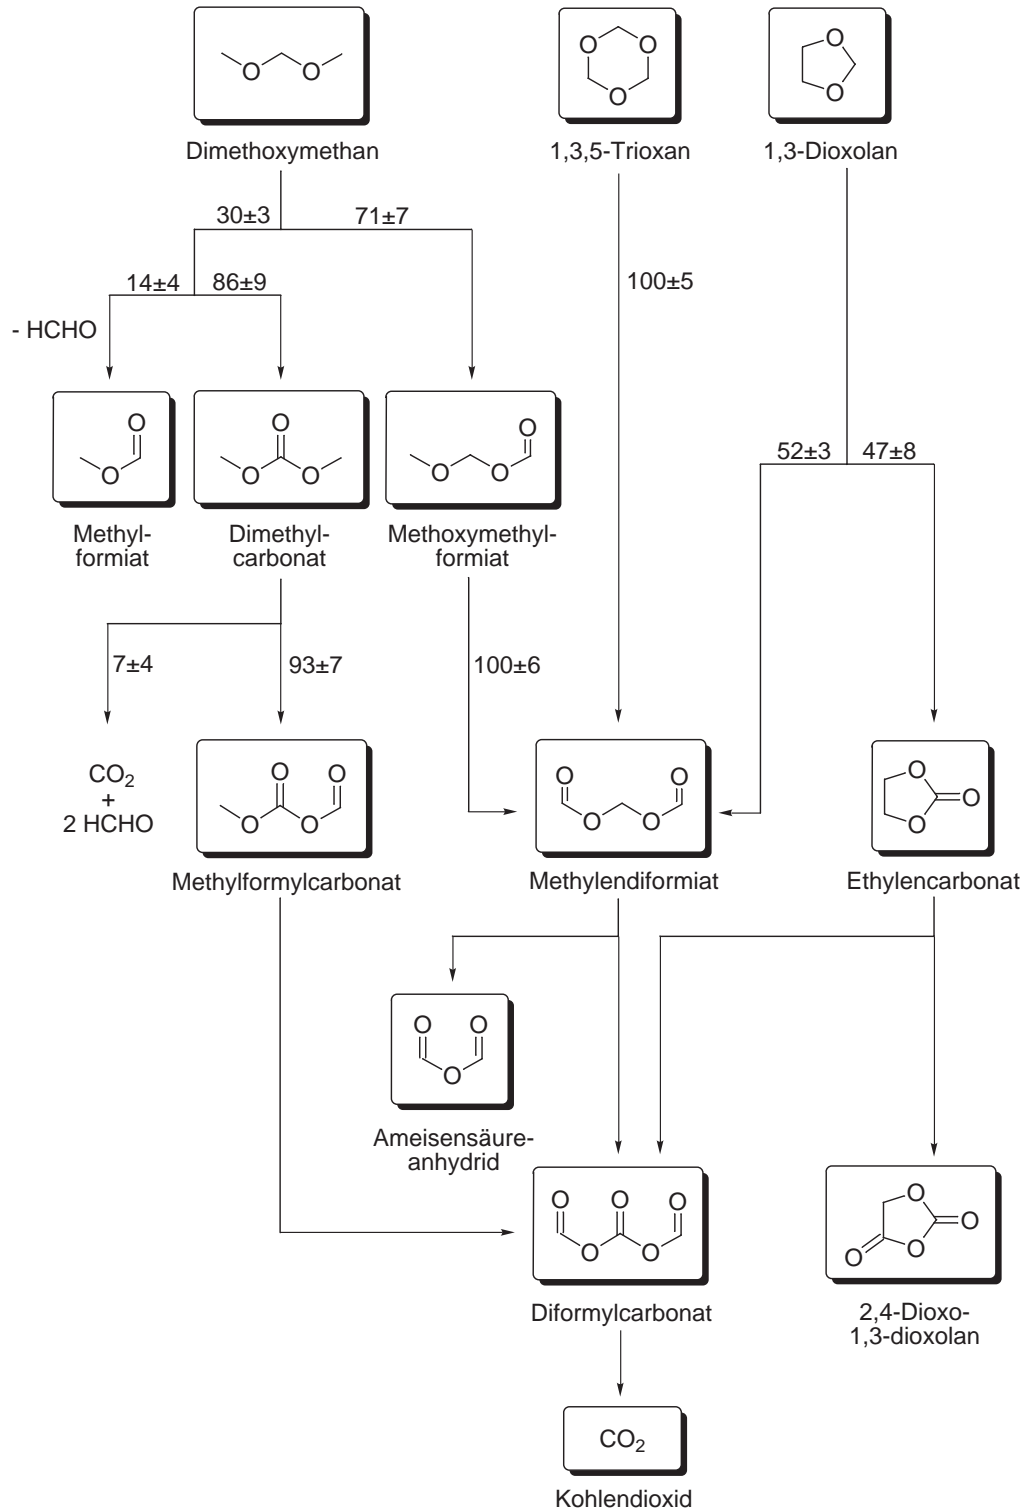 O O
O O
O
O
O
Dimethoxymethan
1,3,5-Trioxan
1,3-Dioxolan
30±3
71±7
14±4
86±9
100±5
- HCHO
O
O
O
O O
O
O O
52±3
47±8
Methyl-
formiat
Dimethyl-
carbonat
Methoxymethyl-
formiat
7±4
93±7
100±6
CO2
+
2 HCHO
O O
O O
O O
O O
O
O
O
Methylformylcarbonat
Methylendiformiat
Ethylencarbonat
O O
O
Ameisensäure-
anhydrid
O O O
O O
O
O
O
O
Diformylcarbonat
2,4-Dioxo-
1,3-dioxolan
CO2
Kohlendioxid